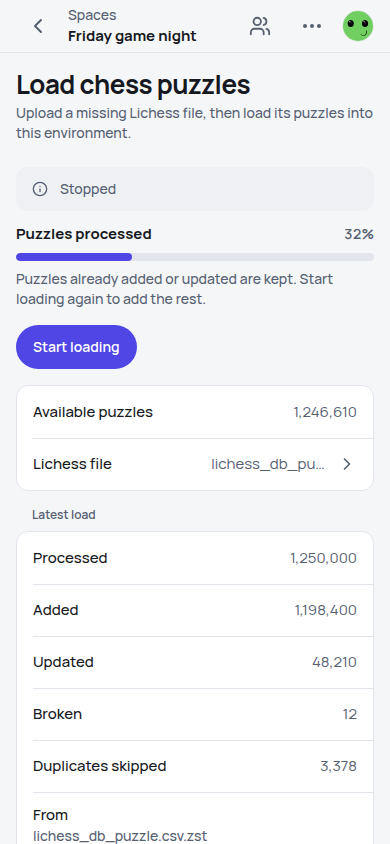 Spaces
Friday game night
Load chess puzzles
Upload a missing Lichess file, then load its puzzles into
this environment.
Stopped
Puzzles processed 32%
Puzzles already added or updated are kept. Start
loading again to add the rest.
Start loading
Available puzzles 1,246,610
Lichess file lichess_db_pu...
Latest load
Processed 1,250,000
Added 1,198,400
Updated 48,210
Broken 12
Duplicates skipped 3,378
From
lichess_db_puzzle.csv.zst